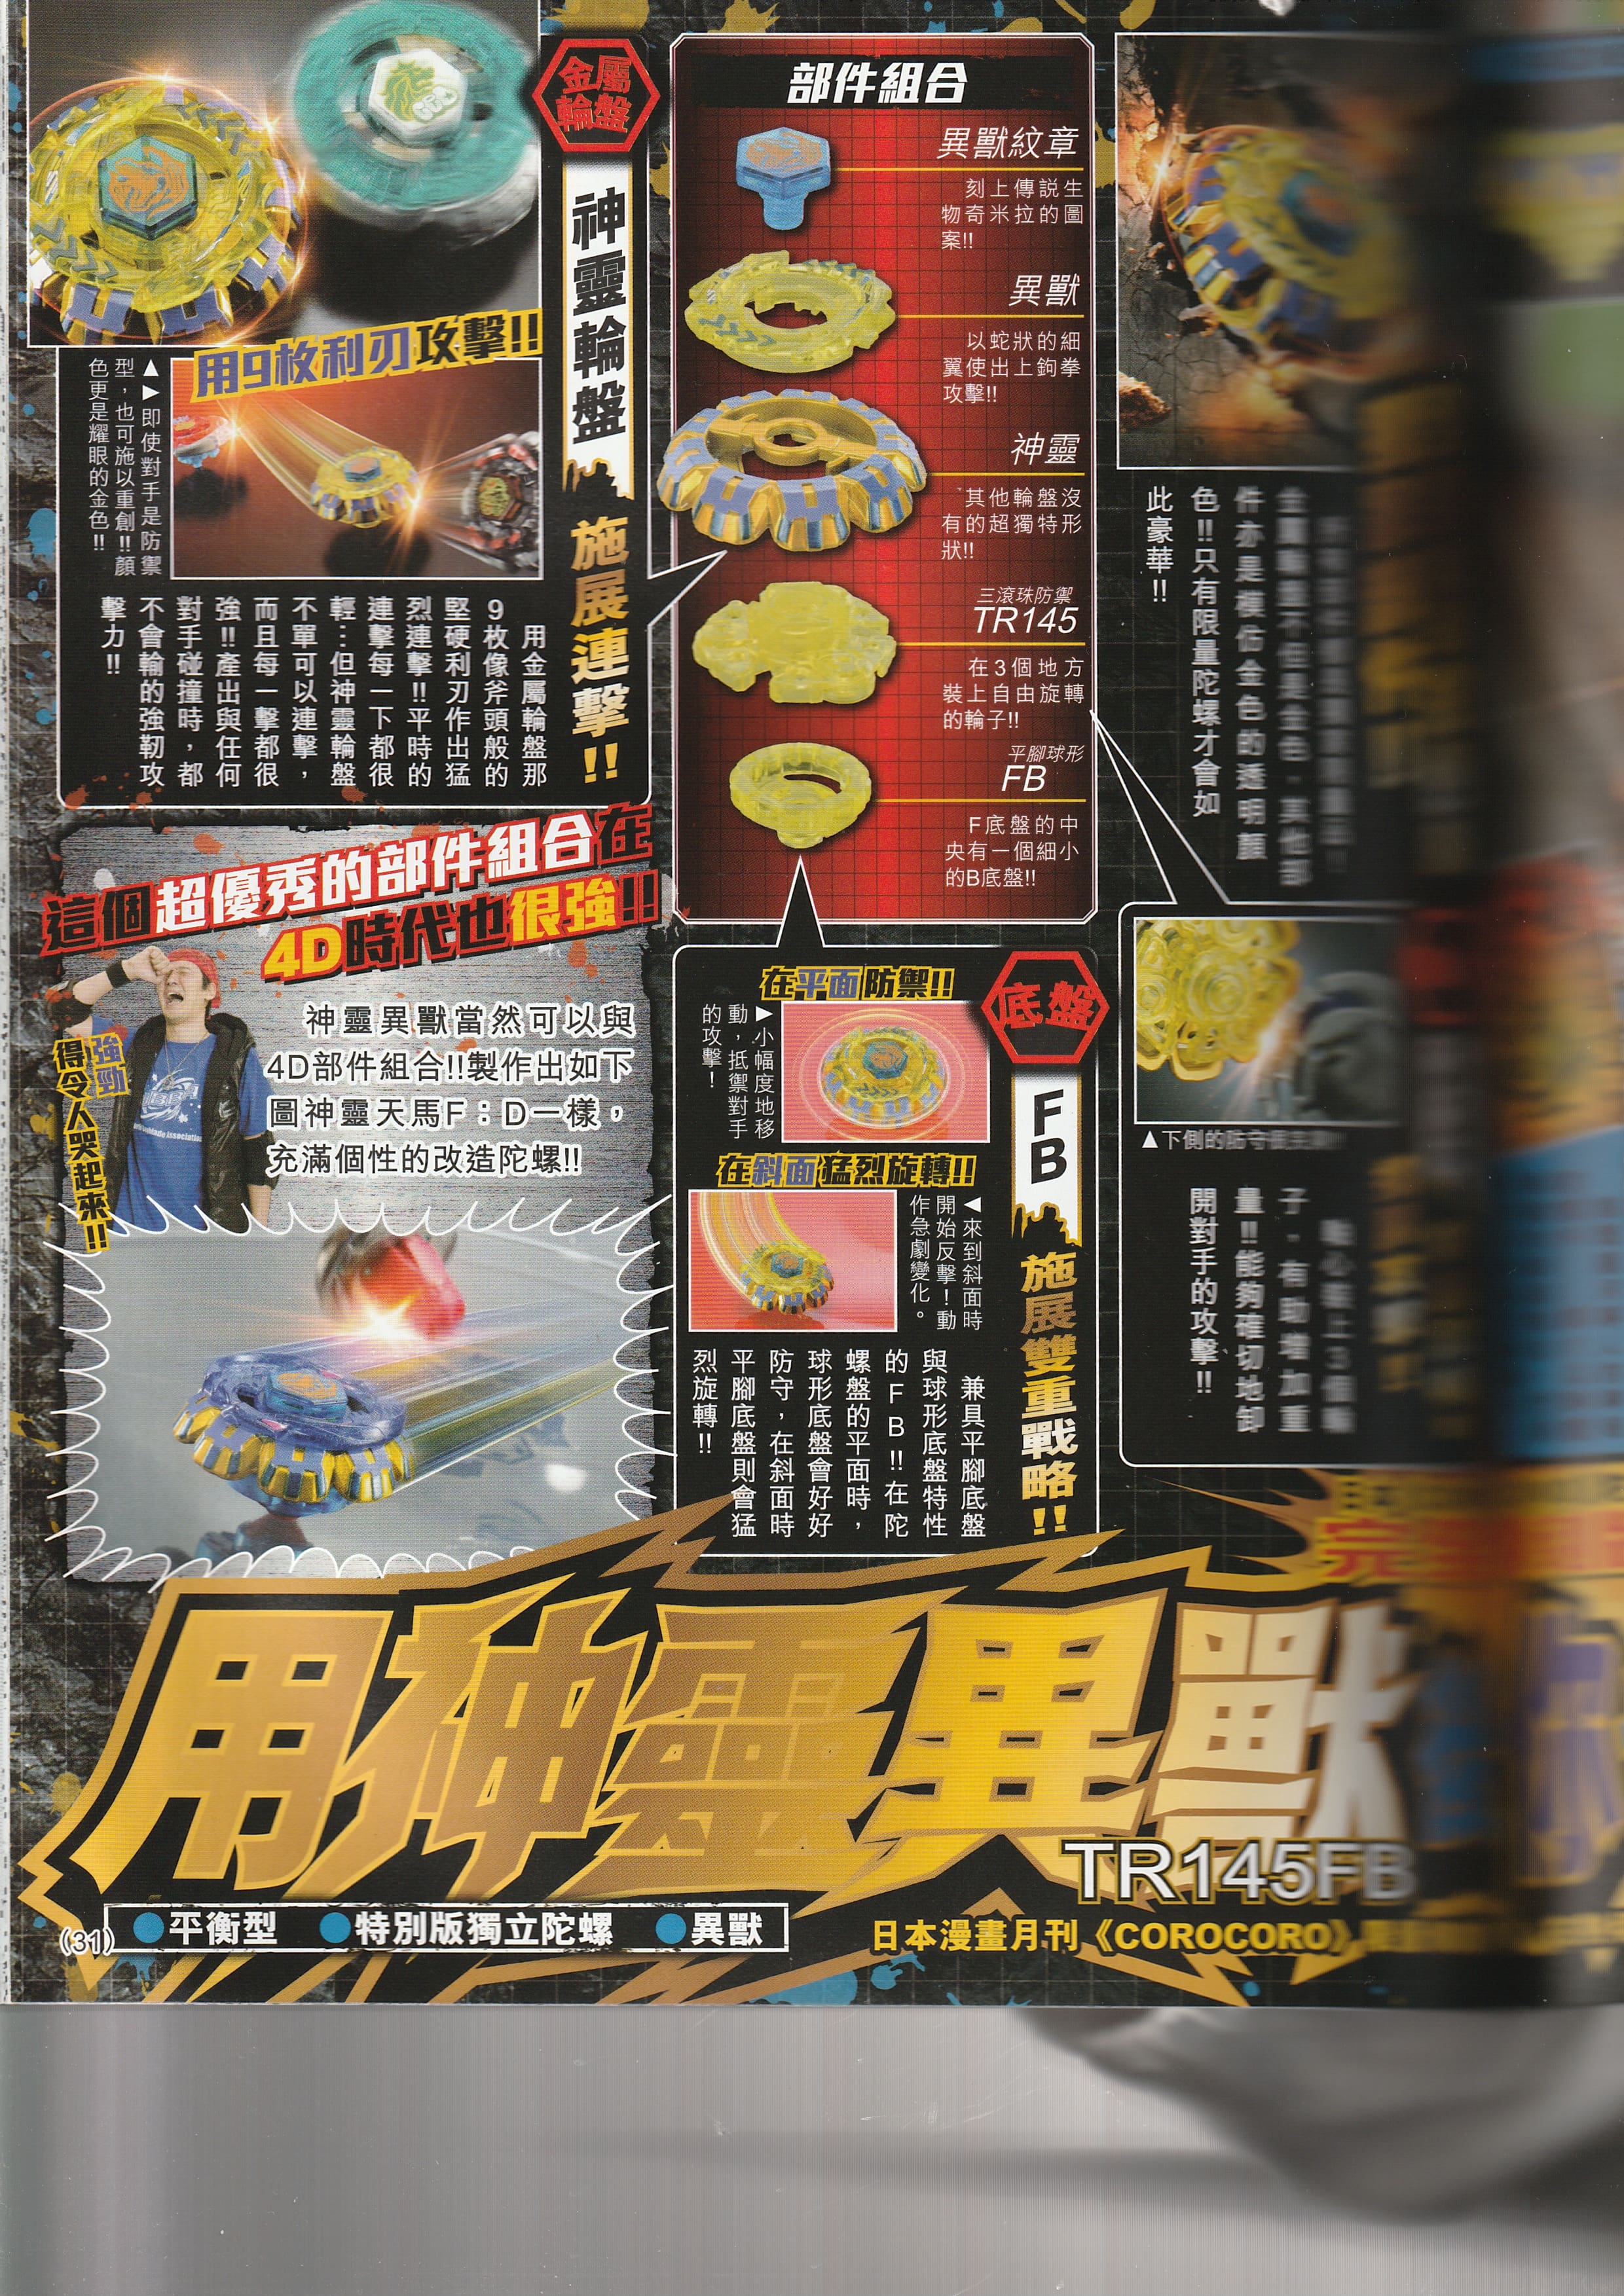 部件組合
異獸紋章
刻上傳説生
物奇米拉的圖
案!!
異獸
以蛇狀的細
翼使出上鉤拳
攻擊!!
神靈
其他輪盤沒
有的超獨特形
狀!!
三滾珠防禦
TR145
在3個地方
裝上自由旋轉
的輪子!!
平腳球形
FB
F底盤的中
央有一個細小
的B底盤!!
件亦是模仿金色的透明顏
色!!只有限量陀螺才會如
此豪華!!
金屬
輪盤
神靈輪盤
施展連擊!!
用9枚利刃攻擊!!
▲▶即使對手是防禦
型，也可施以重創!!顏
色更是耀眼的金色!!
用金屬輪盤那
9枚像斧頭般的
堅硬利刃作出猛
烈連擊!!平時的
連擊每一下都很
輕…但神靈輪盤
不單可以連擊，
而且每一擊都很
強!!產出與任何
對手碰撞時，都
不會輸的強勁攻
擊力!!
▲下側的防守
子，有助增加重
量!!能夠確切地卸
開對手的攻擊!!
底盤
FB
施展雙重戰略!!
在平面防禦!!
▶小幅度地移
動，抵禦對手
的攻擊！
在斜面猛烈旋轉!!
◀來到斜面時
開始反擊！動
作急劇變化。
兼具平腳底盤
與球形底盤特性
的FB!!在陀
螺盤的平面時，
球形底盤會好好
防守，在斜面時
平腳底盤則會猛
烈旋轉!!
這個超優秀的部件組合在
4D時代也很強!!
神靈異獸當然可以與
4D部件組合!!製作出如下
圖神靈天馬F：D一樣，
充滿個性的改造陀螺!!
強勁
得令人哭起來!!
用神靈異獸
TR145FB
日本漫畫月刊《COROCORO》
●平衡型 ●特別版獨立陀螺 ●異獸
(31)